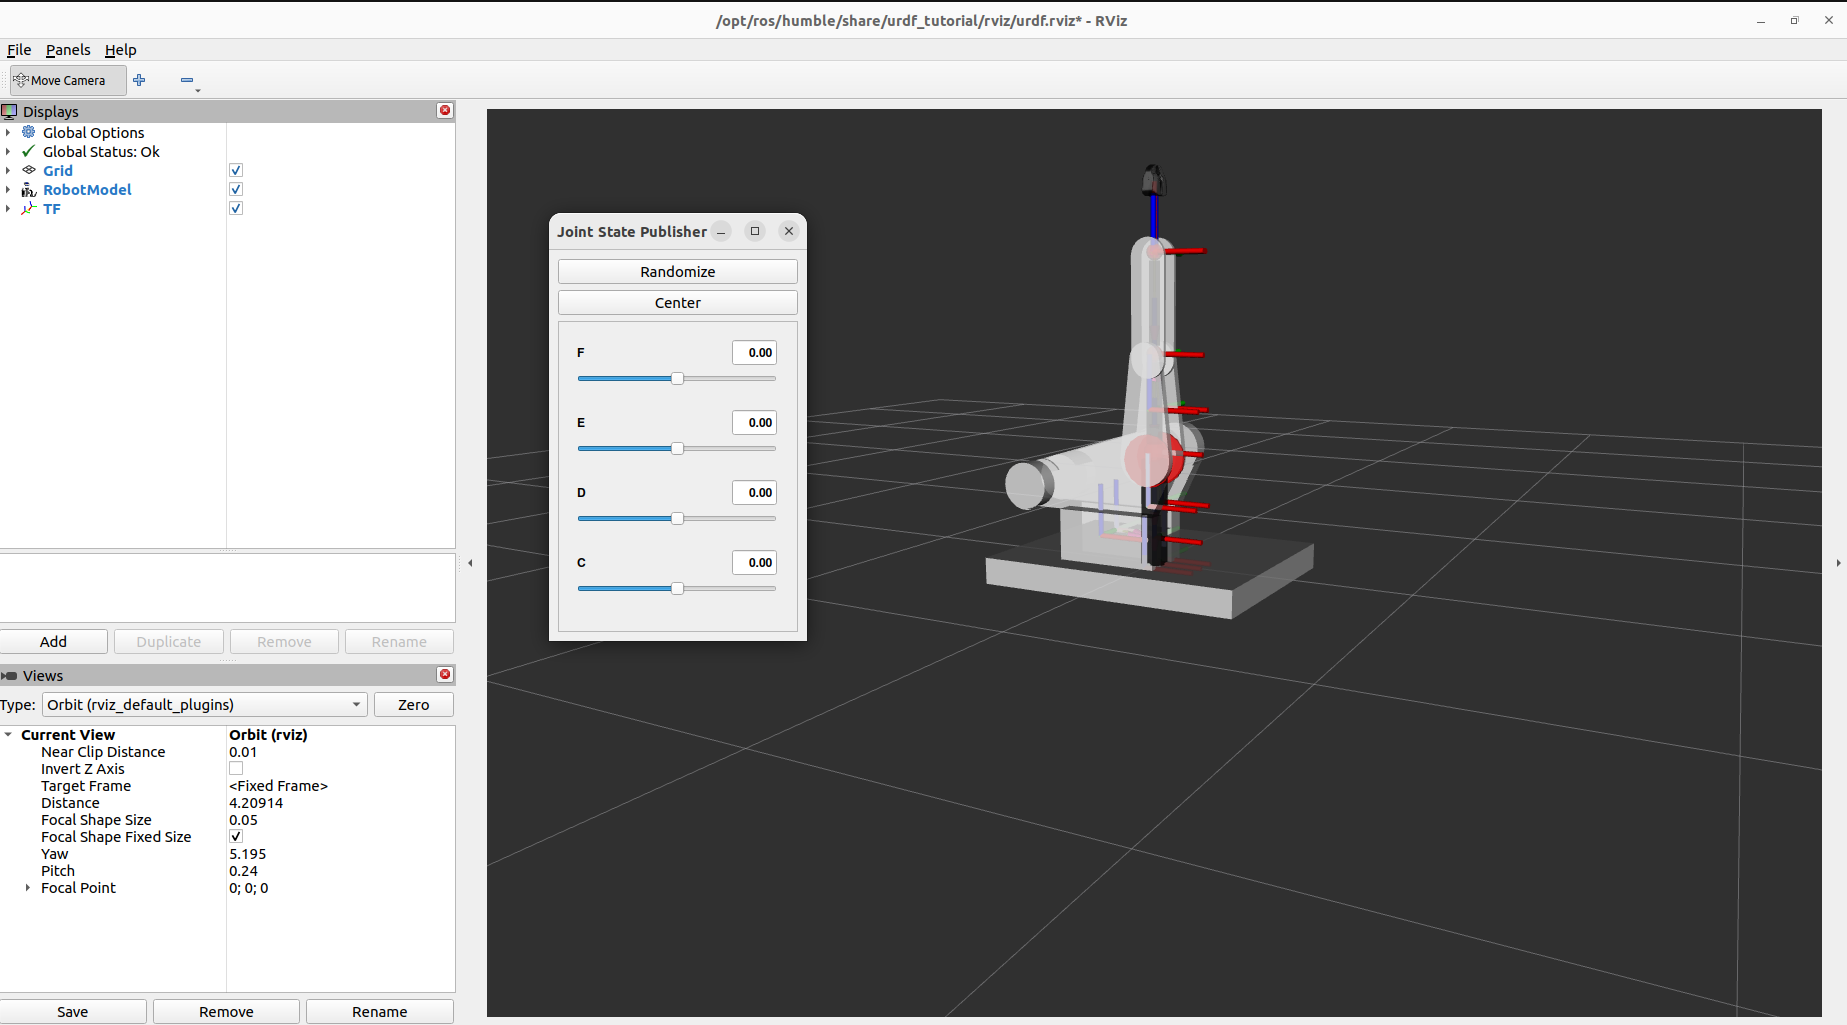 /opt/ros/humble/share/urdf_tutorial/rviz/urdf.rviz* - RViz
File Panels Help
Move Camera
Displays
Global Options
Global Status: Ok
Grid
RobotModel
TF
Add Duplicate Remove Rename
Views
Type: Orbit (rviz_default_plugins) Zero
Current View Orbit (rviz)
Near Clip Distance 0.01
Invert Z Axis
Target Frame <Fixed Frame>
Distance 4.20914
Focal Shape Size 0.05
Focal Shape Fixed Size
Yaw 5.195
Pitch 0.24
Focal Point 0; 0; 0
Save Remove Rename
Joint State Publisher
Randomize
Center
F 0.00
E 0.00
D 0.00
C 0.00